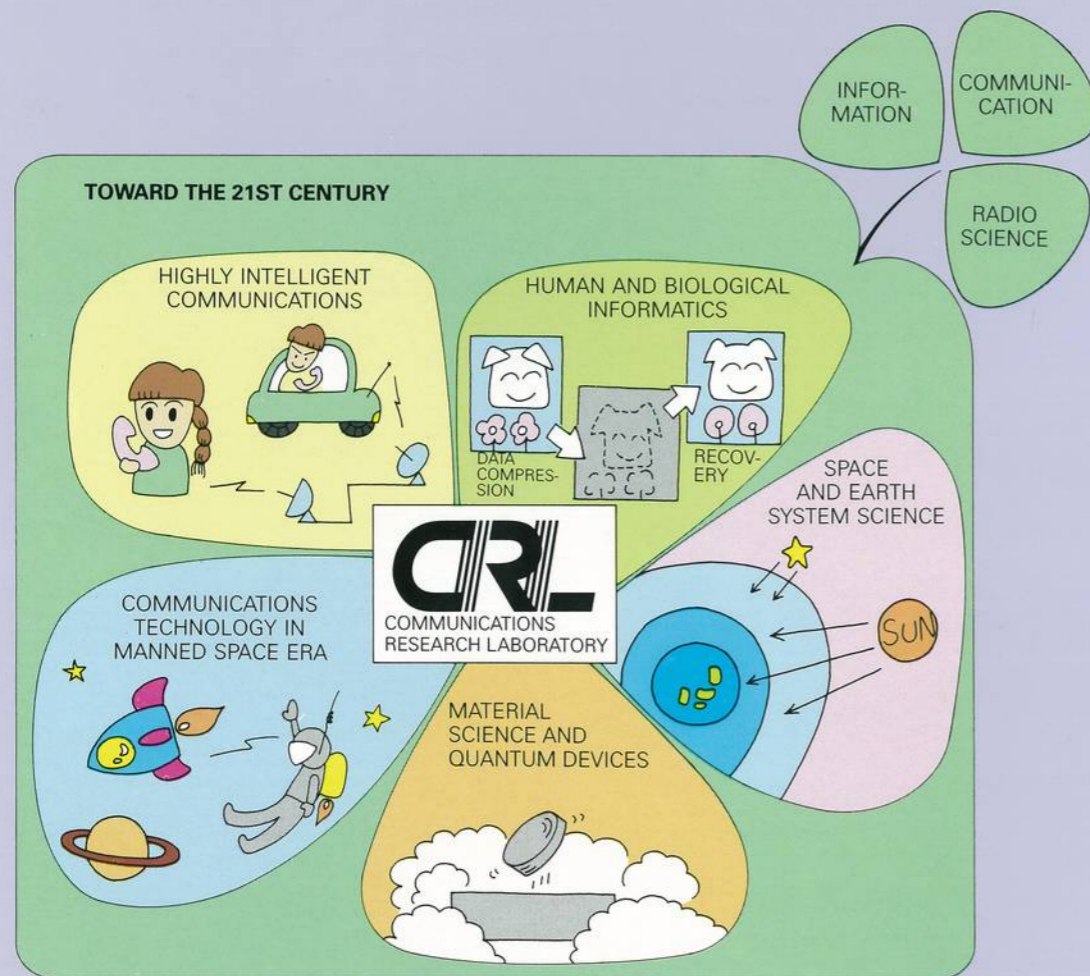 INFOR-
MATION
COMMUNI-
CATION
RADIO
SCIENCE
TOWARD THE 21ST CENTURY
HIGHLY INTELLIGENT
COMMUNICATIONS
HUMAN AND BIOLOGICAL
INFORMATICS
DATA
COMPRES-
SION
RECOV-
ERY
SPACE
AND EARTH
SYSTEM SCIENCE
SUN
CRL
COMMUNICATIONS
RESEARCH LABORATORY
COMMUNICATIONS
TECHNOLOGY IN
MANNED SPACE ERA
MATERIAL
SCIENCE AND
QUANTUM DEVICES